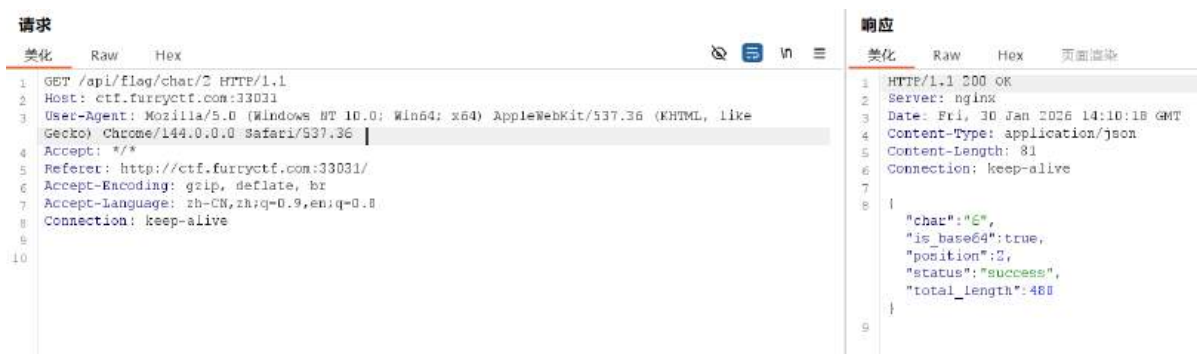 请求
美化 Raw Hex \n
1 GET /api/flag/char/2 HTTP/1.1
2 Host: ctf.furryctf.com:33031
3 User-Agent: Mozilla/5.0 (Windows NT 10.0; Win64; x64) AppleWebKit/537.36 (KHTML, like
Gecko) Chrome/144.0.0.0 Safari/537.36
4 Accept: */*
5 Referer: http://ctf.furryctf.com:33031/
6 Accept-Encoding: gzip, deflate, br
7 Accept-Language: zh-CN,zh;q=0.9,en;q=0.8
8 Connection: keep-alive
9
10
响应
美化 Raw Hex 页面渲染
1 HTTP/1.1 200 OK
2 Server: nginx
3 Date: Fri, 30 Jan 2026 14:10:18 GMT
4 Content-Type: application/json
5 Content-Length: 81
6 Connection: keep-alive
7
8 {
"char":"6",
"is_base64":true,
"position":2,
"status":"success",
"total_length":480
}
9